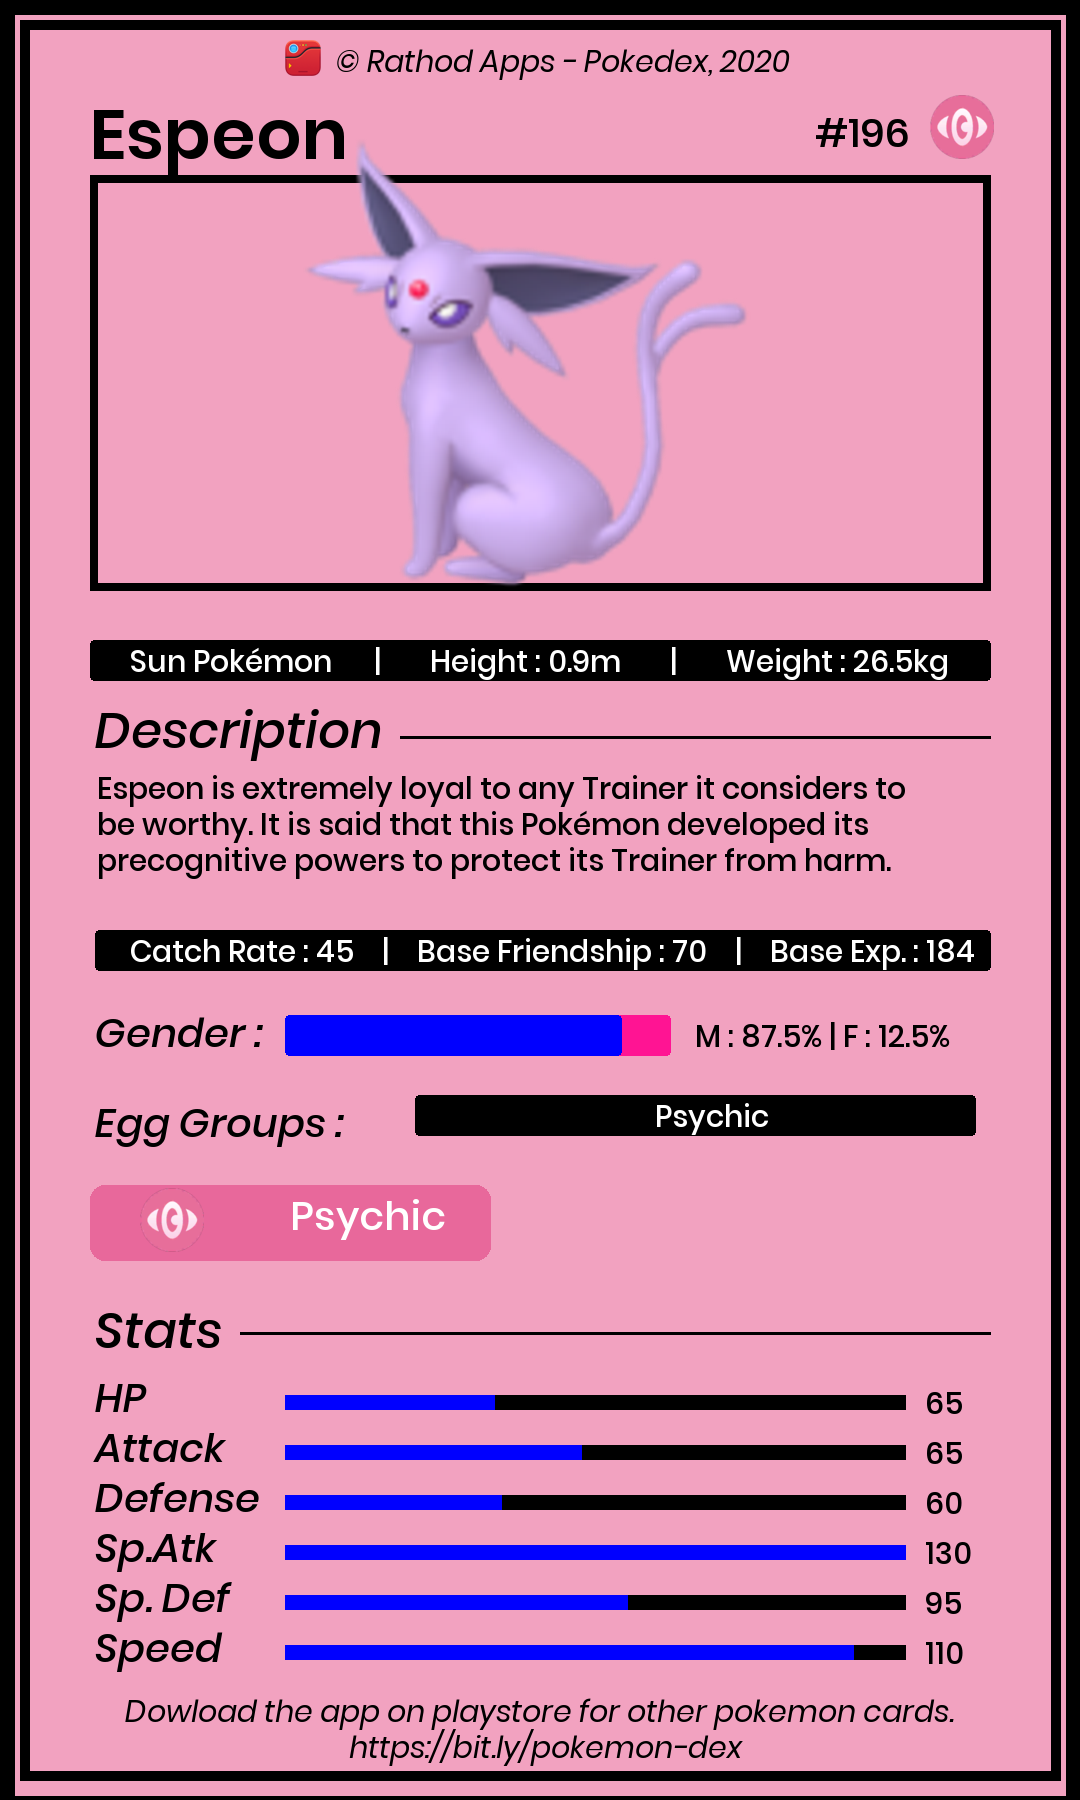 © Rathod Apps - Pokedex, 2020
Espeon #196
Sun Pokémon | Height : 0.9m | Weight : 26.5kg
Description
Espeon is extremely loyal to any Trainer it considers to
be worthy. It is said that this Pokémon developed its
precognitive powers to protect its Trainer from harm.
Catch Rate : 45 | Base Friendship : 70 | Base Exp. : 184
Gender : M : 87.5% | F : 12.5%
Egg Groups : Psychic
Psychic
Stats
HP 65
Attack 65
Defense 60
Sp.Atk 130
Sp. Def 95
Speed 110
Dowload the app on playstore for other pokemon cards.
https://bit.ly/pokemon-dex